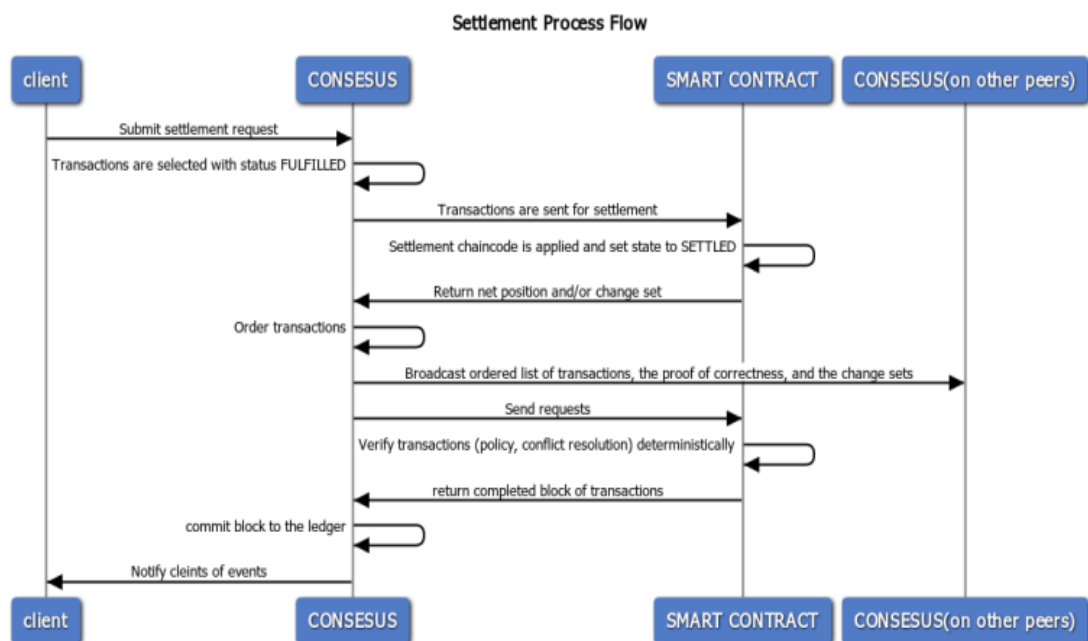 Settlement Process Flow
client
CONSESUS
SMART CONTRACT
CONSESUS(on other peers)
Submit settlement request
Transactions are selected with status FULFILLED
Transactions are sent for settlement
Settlement chaincode is applied and set state to SETTLED
Return net position and/or change set
Order transactions
Broadcast ordered list of transactions, the proof of correctness, and the change sets
Send requests
Verify transactions (policy, conflict resolution) deterministically
return completed block of transactions
commit block to the ledger
Notify cleints of events
client
CONSESUS
SMART CONTRACT
CONSESUS(on other peers)